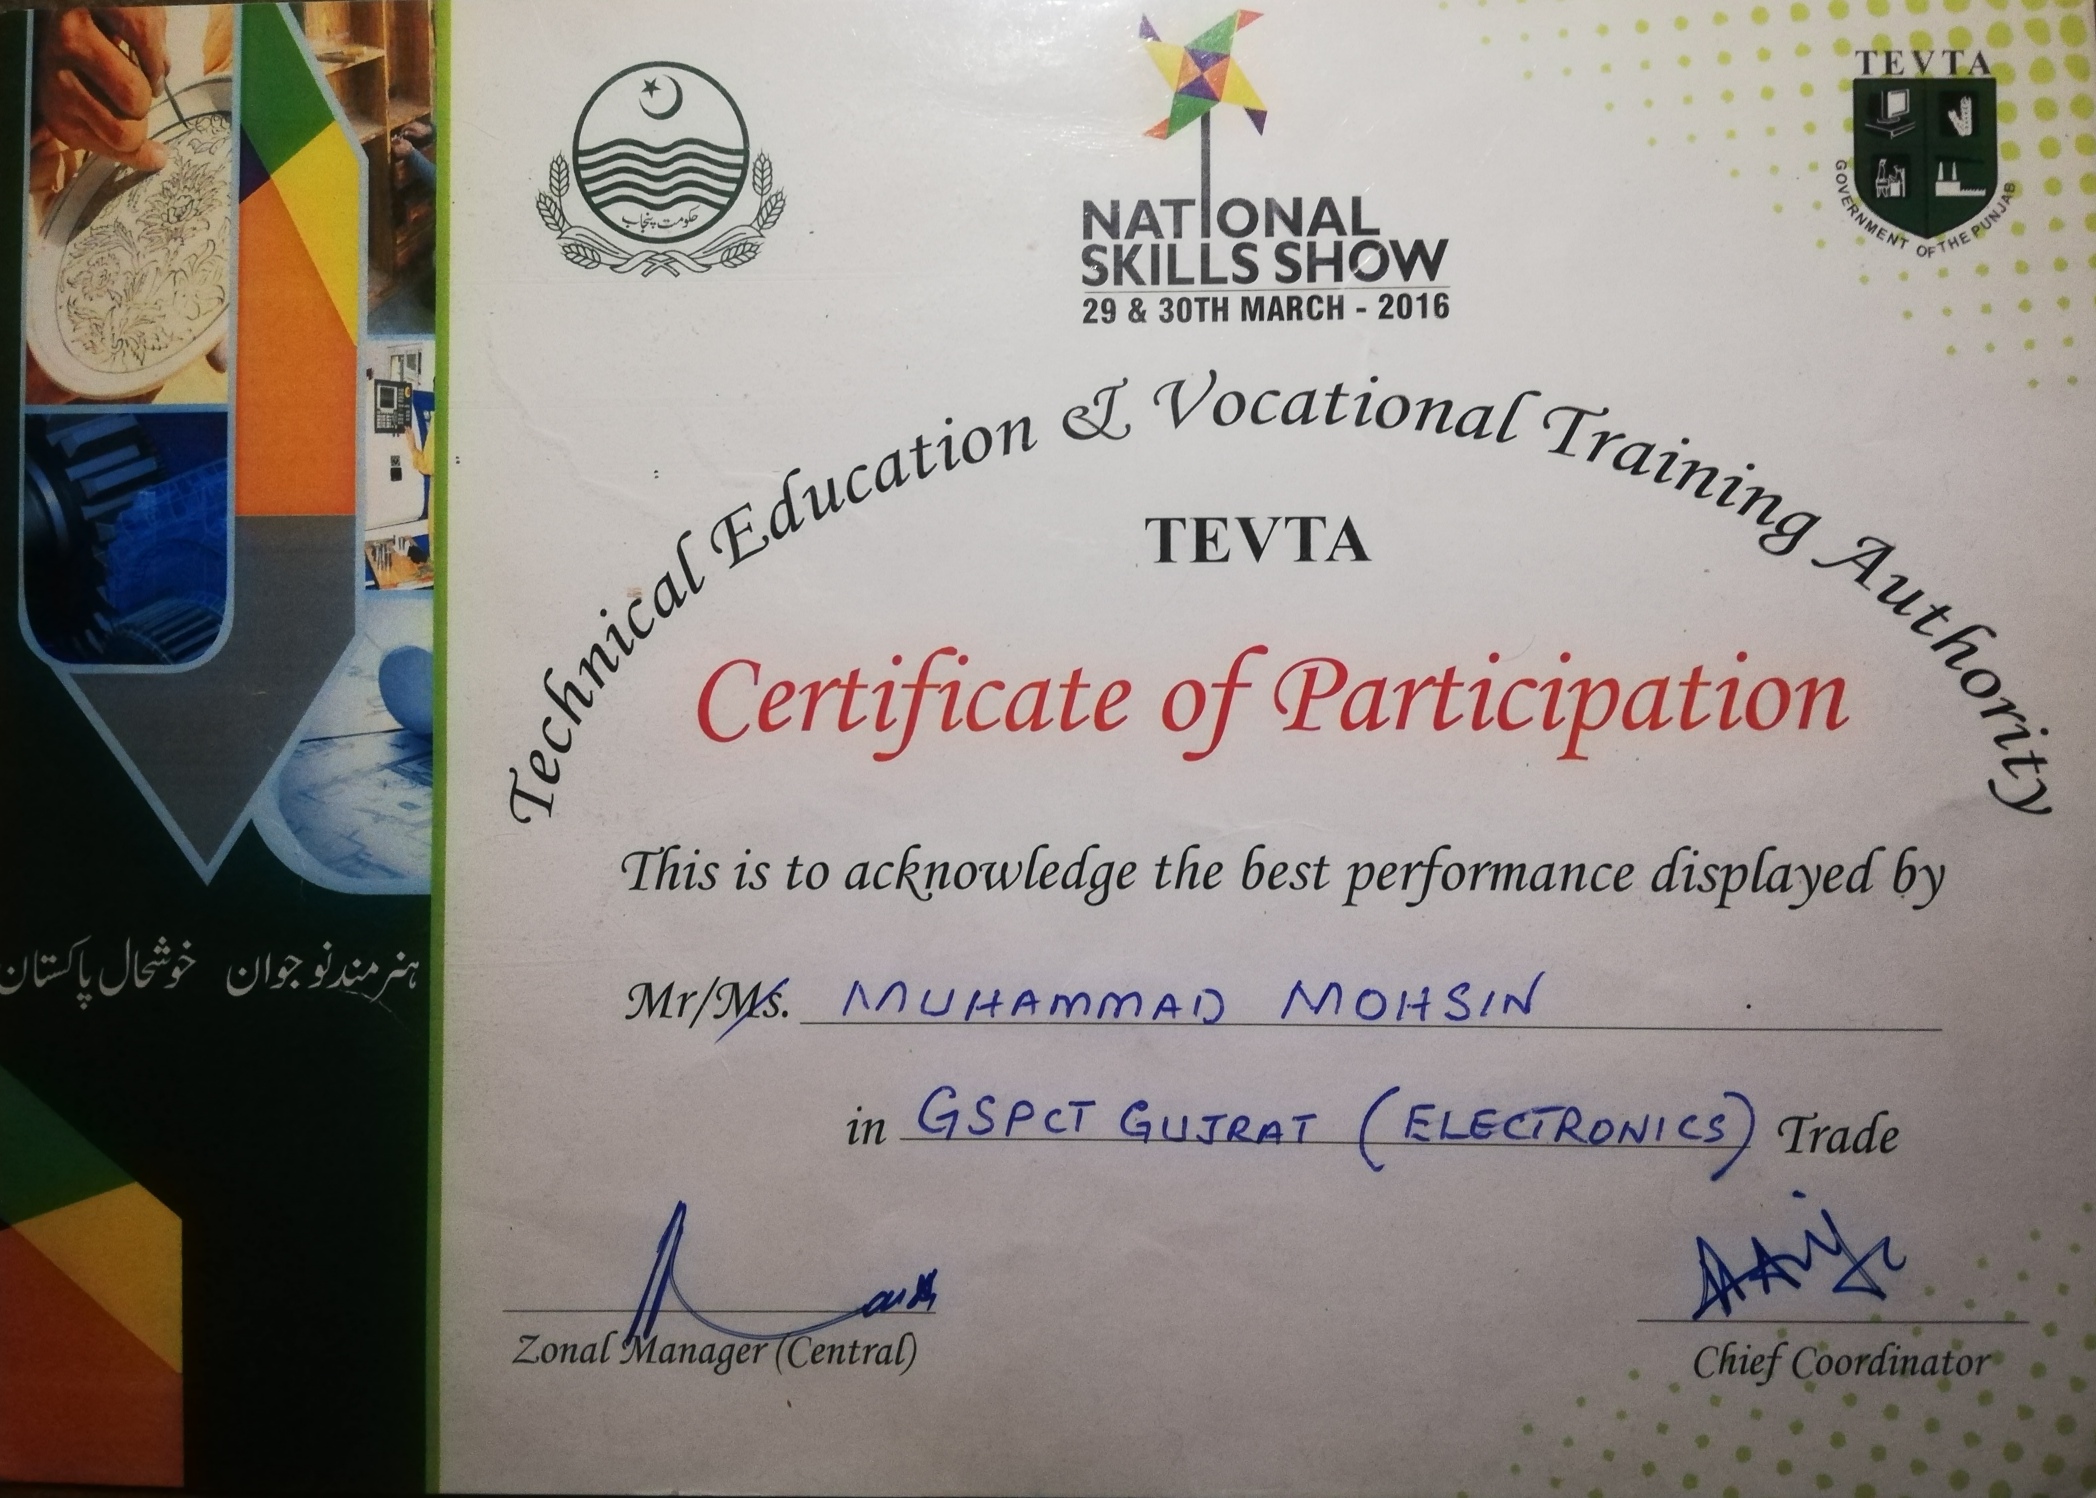 حکومت پنجاب
NATIONAL
SKILLS SHOW
29 & 30TH MARCH - 2016
TEVTA
GOVERNMENT OF THE PUNJAB
Technical Education & Vocational Training Authority
TEVTA
Certificate of Participation
This is to acknowledge the best performance displayed by
Mr/Ms. MUHAMMAD MOHSIN
in GSPCT GUJRAT (ELECTRONICS) Trade
Zonal Manager (Central)
Chief Coordinator
ہنرمند نوجوان خوشحال پاکستان